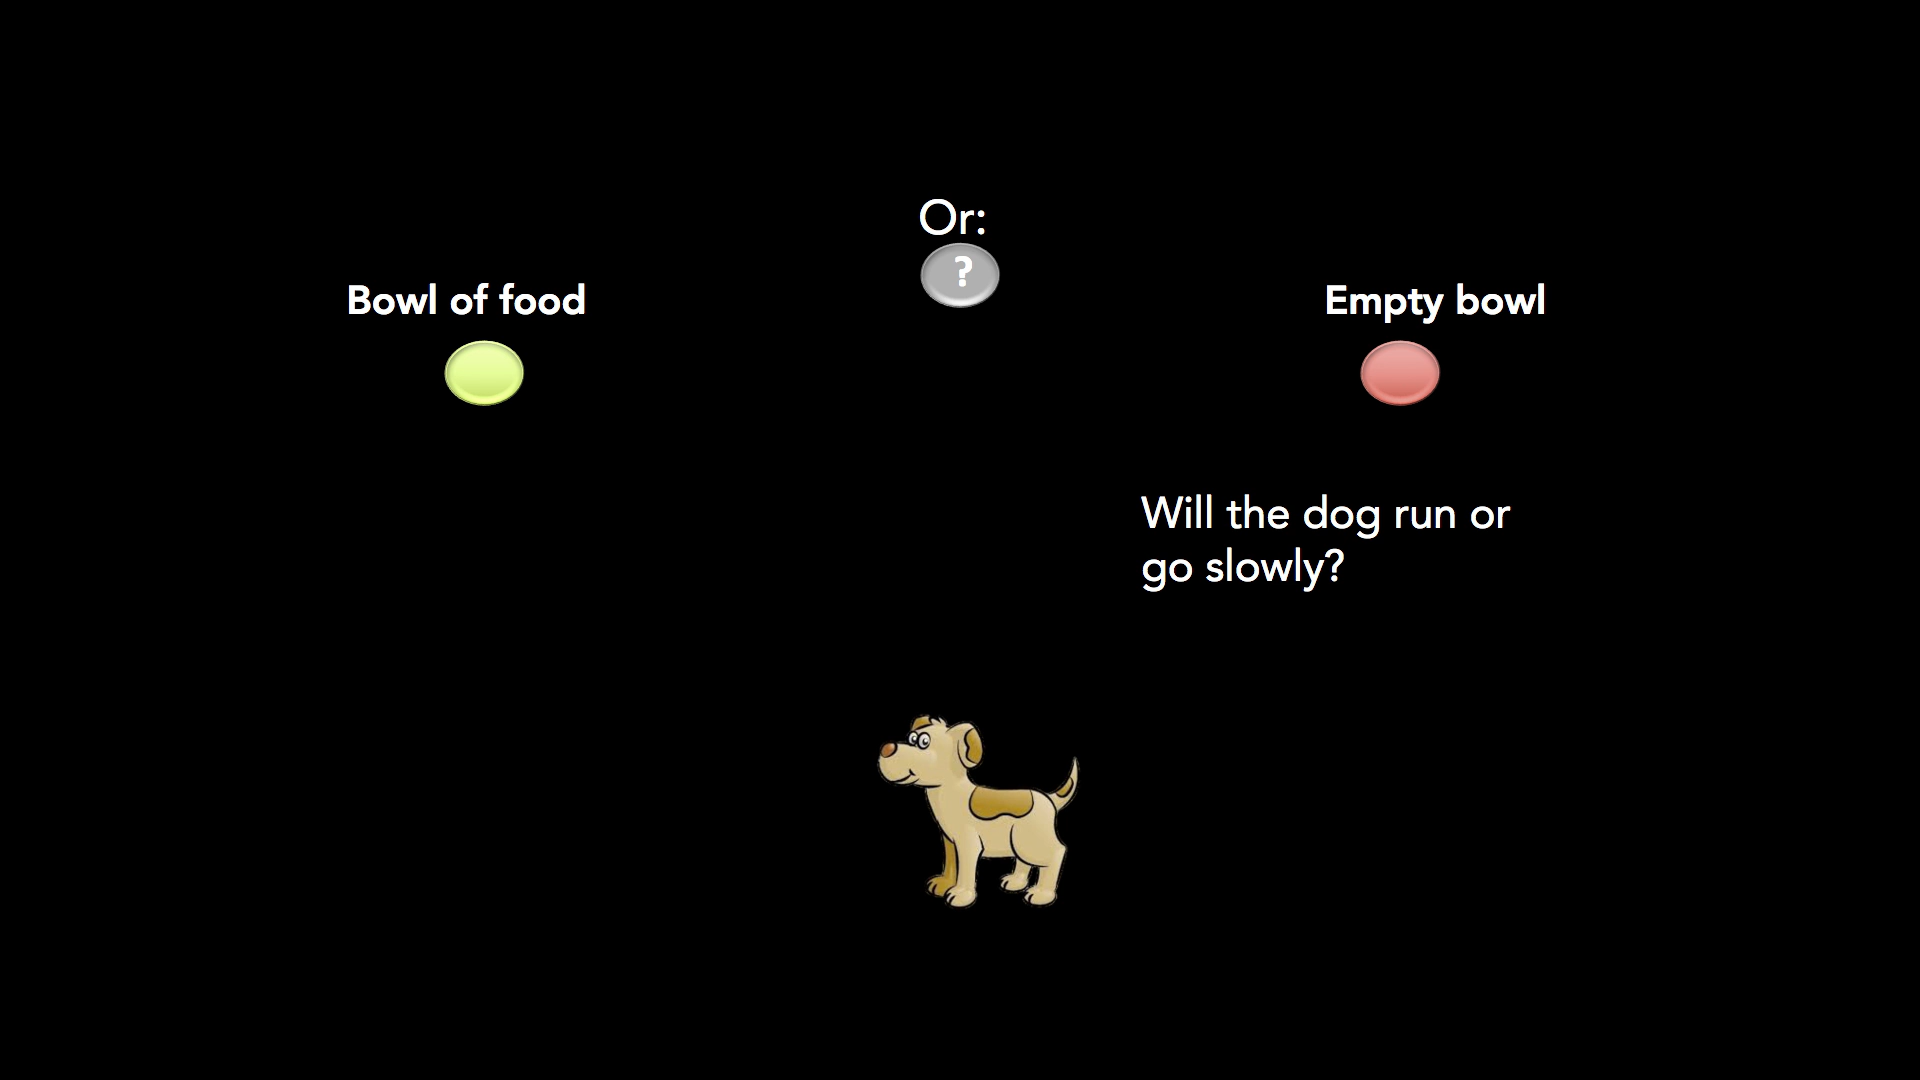 Or:
?
Bowl of food
Empty bowl
Will the dog run or
go slowly?